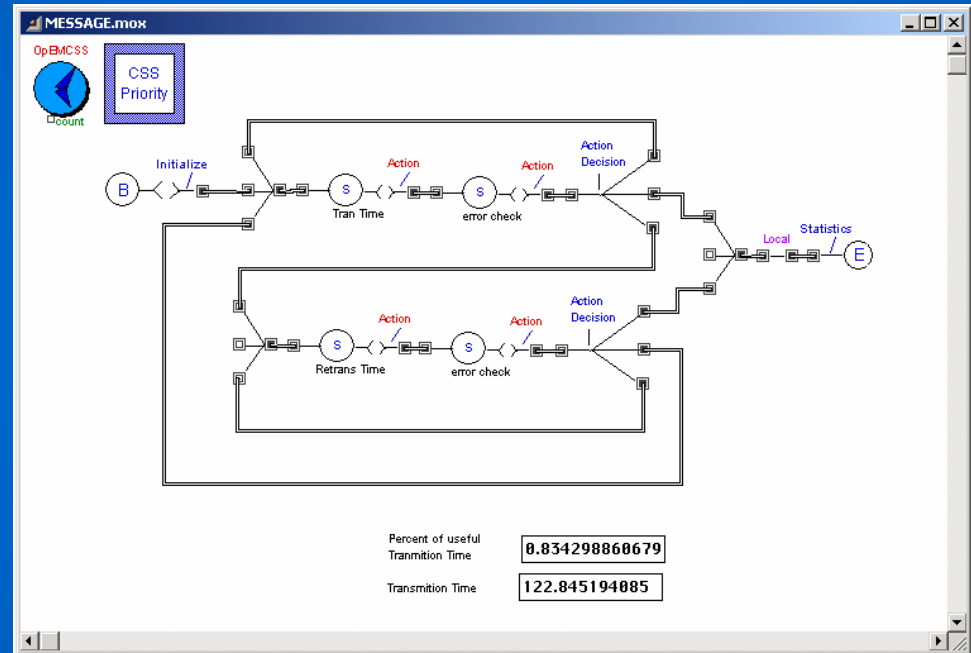 MESSAGE.mox
OpEMCSS
count
CSS
Priority
B
Initialize
S
Tran Time
Action
S
error check
Action
Action
Decision
Local
Statistics
E
S
Retrans Time
Action
S
error check
Action
Action
Decision
Percent of useful
Tranmition Time
0.834298860679
Transmition Time
122.845194085